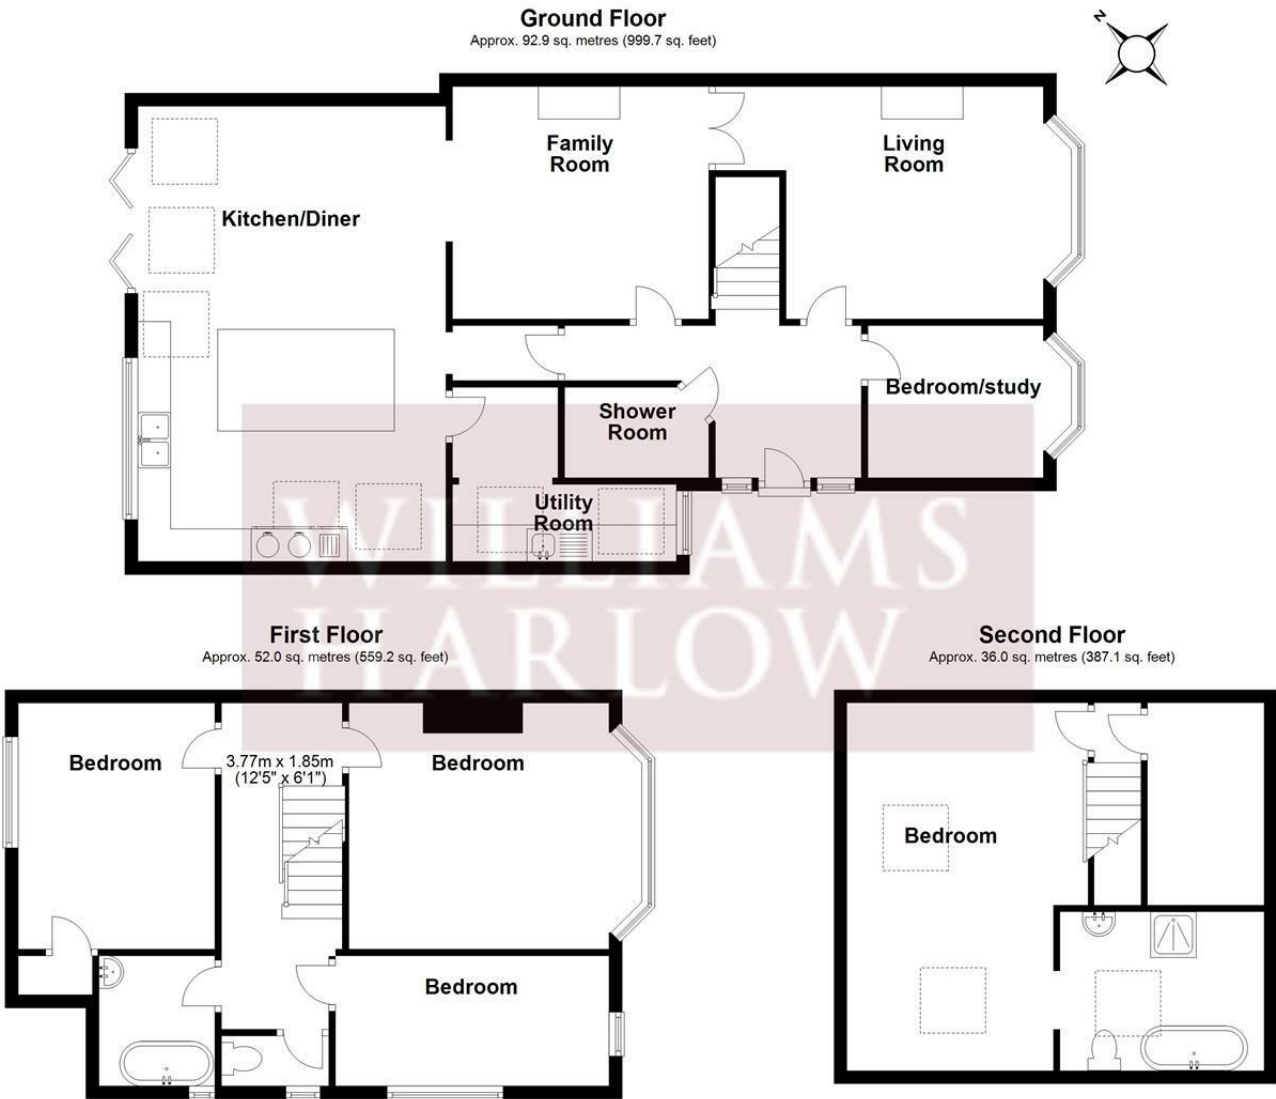 Ground Floor
Approx. 92.9 sq. metres (999.7 sq. feet)
N
Family
Room
Living
Room
Kitchen/Diner
Bedroom/study
Shower
Room
Utility
Room
WILLIAMS
HARLOW
First Floor
Approx. 52.0 sq. metres (559.2 sq. feet)
Second Floor
Approx. 36.0 sq. metres (387.1 sq. feet)
Bedroom
3.77m x 1.85m
(12'5" x 6'1")
Bedroom
Bedroom
Bedroom